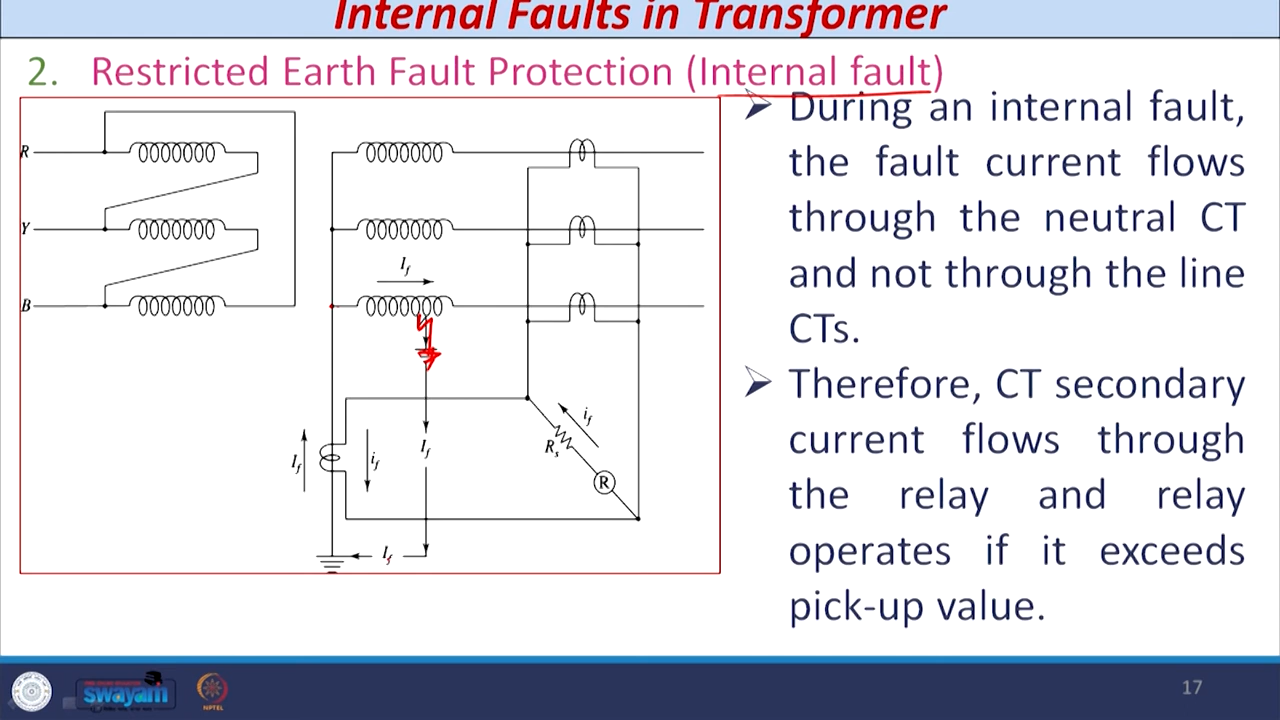 Internal Faults in Transformer
2. Restricted Earth Fault Protection (Internal fault)
R
Y
B
I_f
I_f
i_f
I_f
i_f
R_s
R
I_f
➢ During an internal fault,
the fault current flows
through the neutral CT
and not through the line
CTs.
➢ Therefore, CT secondary
current flows through
the relay and relay
operates if it exceeds
pick-up value.
swayam
NPTEL
17